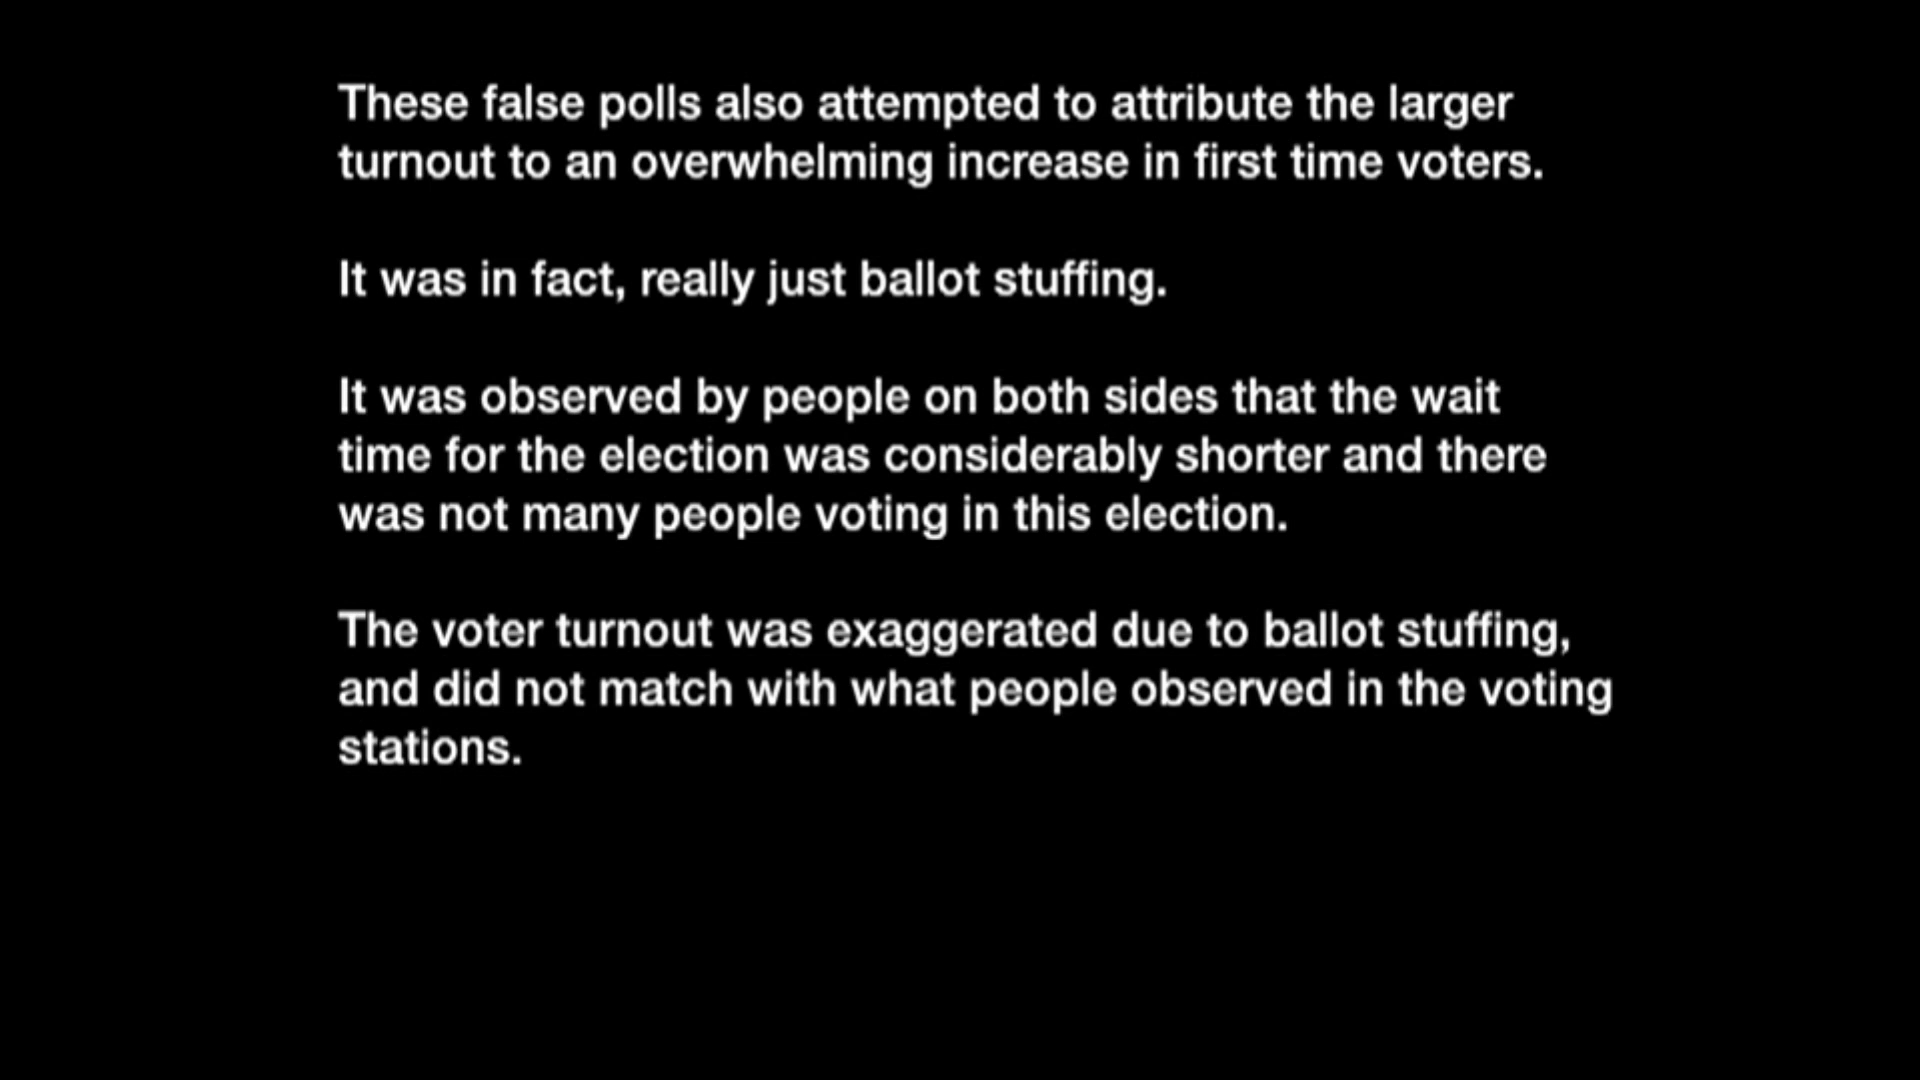 These false polls also attempted to attribute the larger
turnout to an overwhelming increase in first time voters.
It was in fact, really just ballot stuffing.
It was observed by people on both sides that the wait
time for the election was considerably shorter and there
was not many people voting in this election.
The voter turnout was exaggerated due to ballot stuffing,
and did not match with what people observed in the voting
stations.